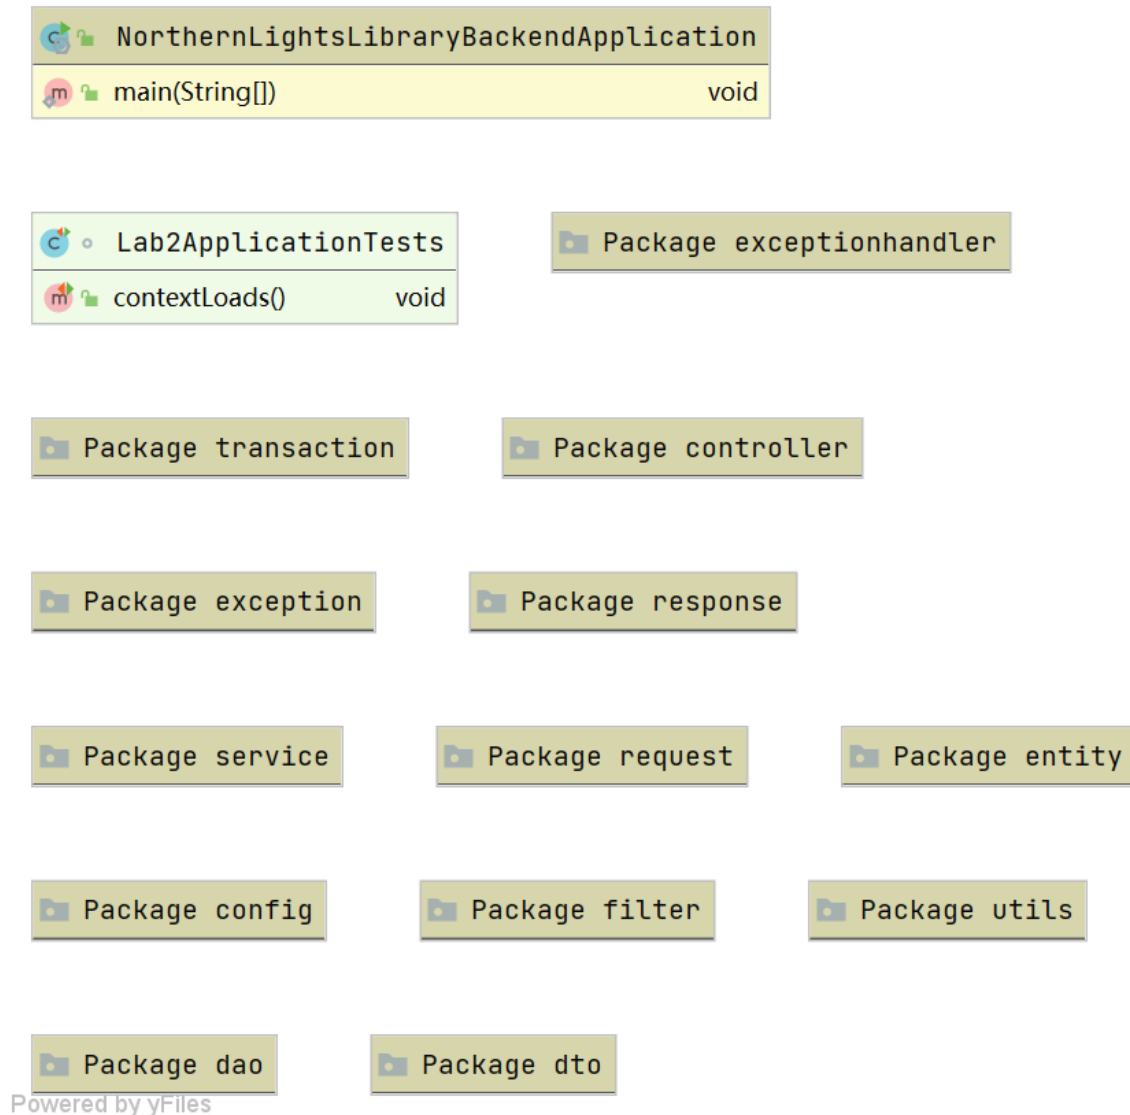 NorthernLightsLibraryBackendApplication
main(String[]) void
Lab2ApplicationTests
contextLoads() void
Package exceptionhandler
Package transaction
Package controller
Package exception
Package response
Package service
Package request
Package entity
Package config
Package filter
Package utils
Package dao
Package dto
Powered by yFiles